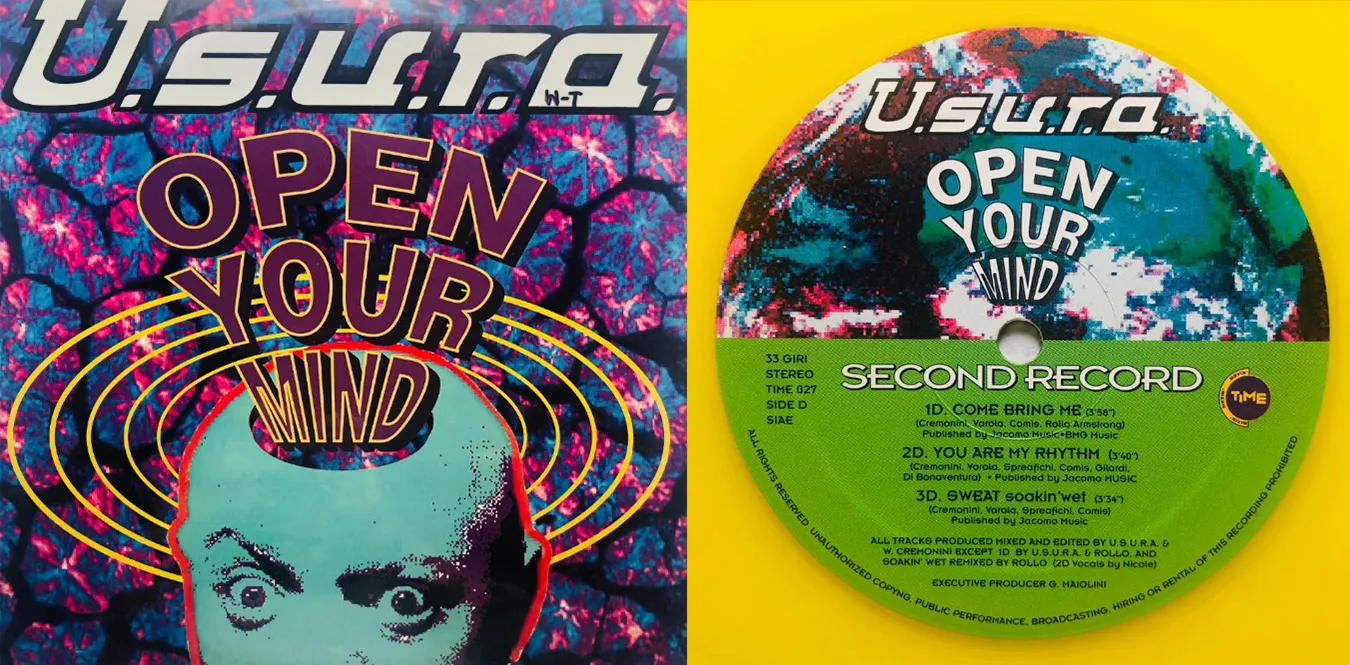 U.s.u.r.a.
W-T
OPEN
YOUR
MIND
U.s.u.r.a.
OPEN
YOUR
MIND
33 GIRI
STEREO
TIME 027
SIDE D
SIAE
SECOND RECORD
TIME
1D. COME BRING ME (3'58")
(Cremonini, Varola, Comis, Rollo Armstrong)
Published by Jacomo Music•BMG Music
2D. YOU ARE MY RHYTHM (3'40")
(Cremonini, Varola, Spreafichi, Comis, Gilardi,
Di Bonaventura) • Published by Jacomo MUSIC
3D. SWEAT soakin'wet (3'34")
(Cremonini, Varola, Spreafichi, Comis)
Published by Jacomo Music
ALL TRACKS PRODUCED MIXED AND EDITED BY U.S.U.R.A. &
W. CREMONINI EXCEPT 1D BY U.S.U.R.A. & ROLLO, AND
SOAKIN' WET REMIXED BY ROLLO (2D Vocals by Nicole)
EXECUTIVE PRODUCER G. MAIOLINI
ALL RIGHTS RESERVED. UNAUTHORIZED COPYNG. PUBLIC PERFORMANCE. BROADCASTING. HIRING OR RENTAL OF THIS RECORDING PROHIBITED